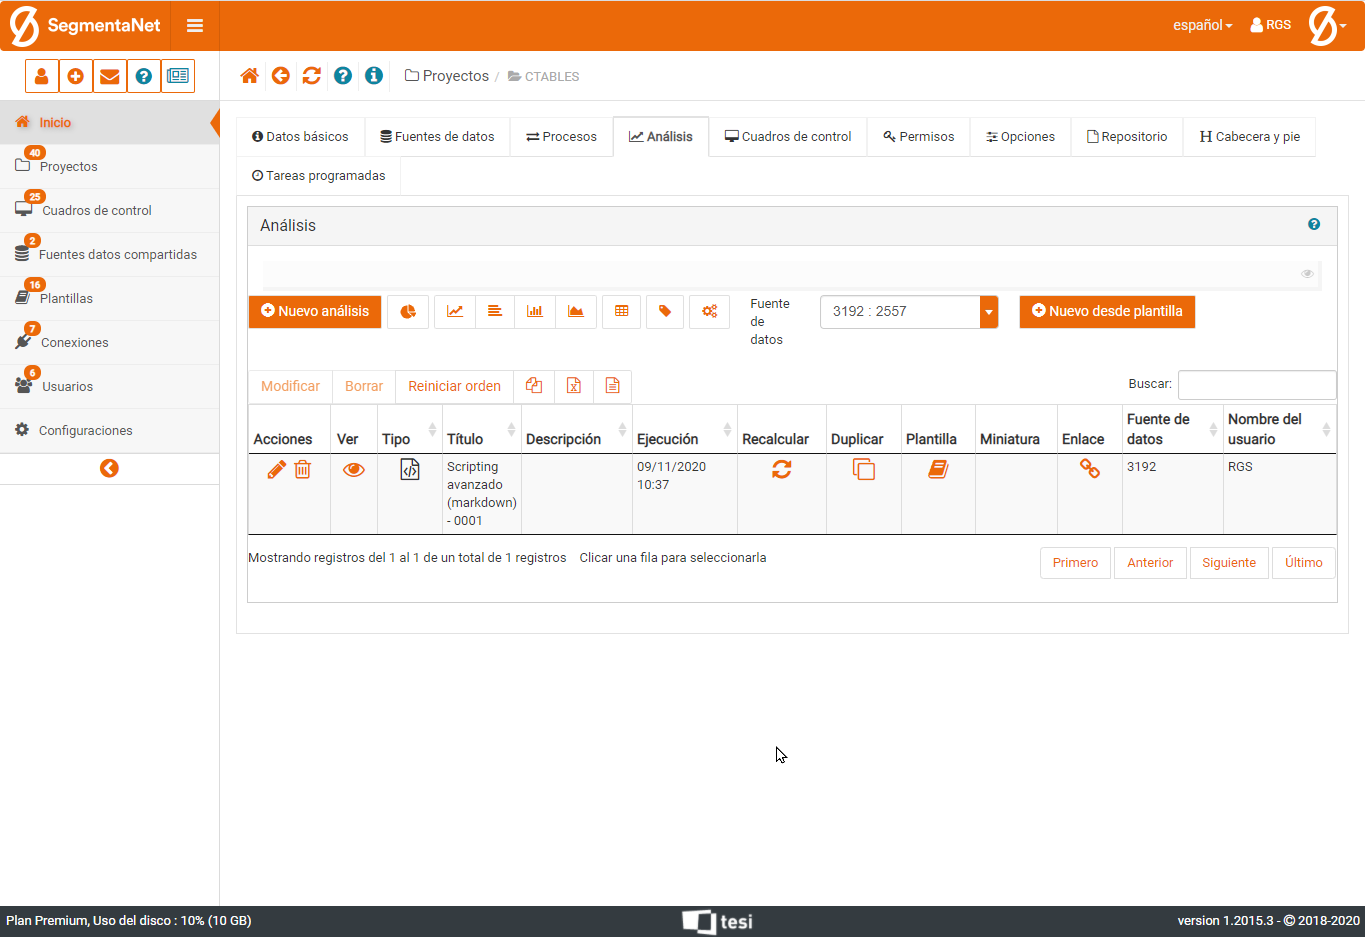 SegmentaNet
español
RGS
Proyectos / CTABLES
Inicio
40
Proyectos
25
Cuadros de control
2
Fuentes datos compartidas
16
Plantillas
7
Conexiones
6
Usuarios
Configuraciones
Datos básicos
Fuentes de datos
Procesos
Análisis
Cuadros de control
Permisos
Opciones
Repositorio
Cabecera y pie
Tareas programadas
Análisis
Nuevo análisis
Fuente
de
datos
3192 : 2557
Nuevo desde plantilla
Modificar
Borrar
Reiniciar orden
Buscar:
Acciones
Ver
Tipo
Título
Descripción
Ejecución
Recalcular
Duplicar
Plantilla
Miniatura
Enlace
Fuente de
datos
Nombre del
usuario
Scripting
avanzado
(markdown)
- 0001
09/11/2020
10:37
3192
RGS
Mostrando registros del 1 al 1 de un total de 1 registros Clicar una fila para seleccionarla
Primero
Anterior
Siguiente
Último
Plan Premium, Uso del disco : 10% (10 GB)
tesi
version 1.2015.3 - © 2018-2020